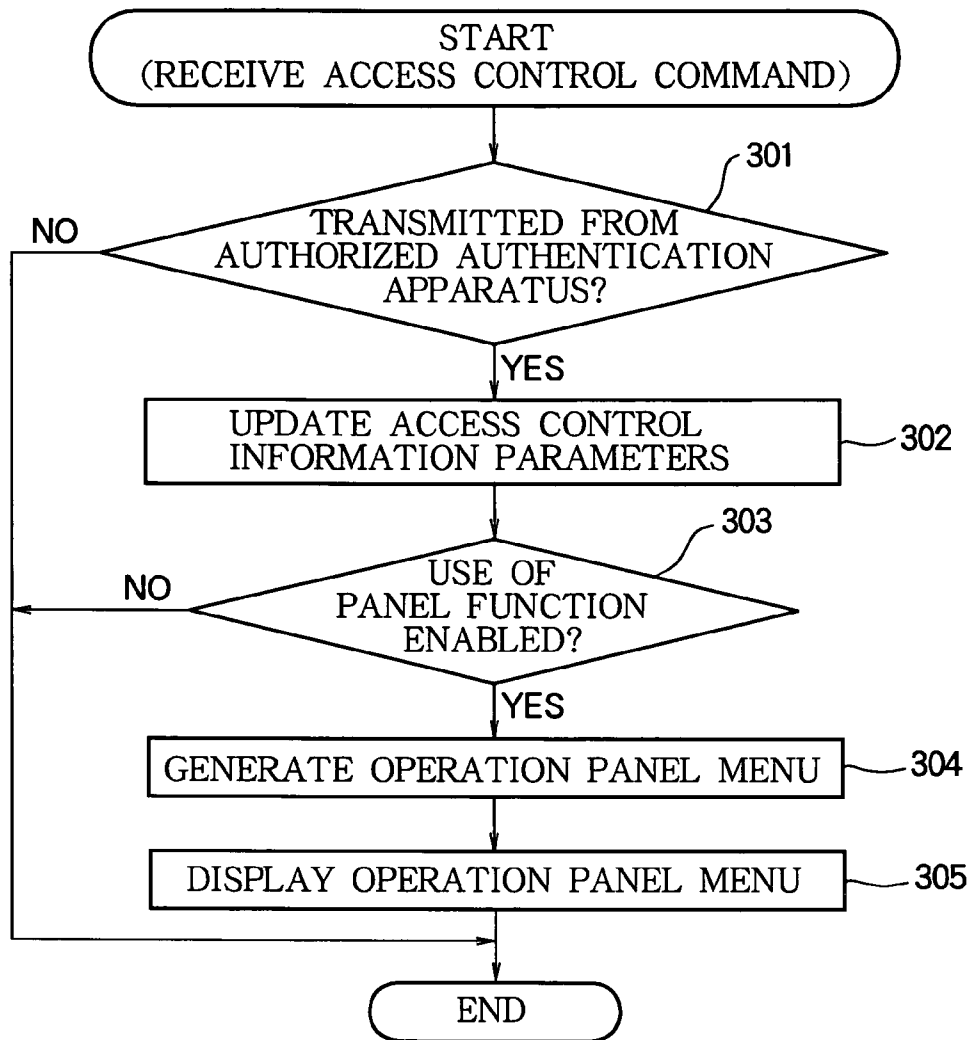 START
(RECEIVE ACCESS CONTROL COMMAND)
301
TRANSMITTED FROM
AUTHORIZED AUTHENTICATION
APPARATUS?
NO
YES
UPDATE ACCESS CONTROL
INFORMATION PARAMETERS
302
303
USE OF
PANEL FUNCTION
ENABLED?
NO
YES
GENERATE OPERATION PANEL MENU
304
DISPLAY OPERATION PANEL MENU
305
END